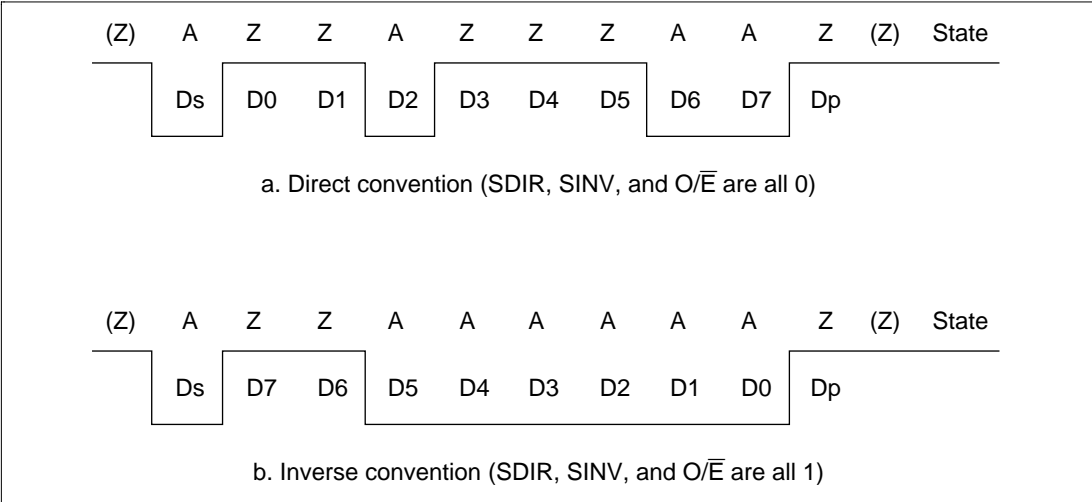 (Z) A Z Z A Z Z Z A A Z (Z) State
Ds D0 D1 D2 D3 D4 D5 D6 D7 Dp
a. Direct convention (SDIR, SINV, and O/E̅ are all 0)
(Z) A Z Z A A A A A A Z (Z) State
Ds D7 D6 D5 D4 D3 D2 D1 D0 Dp
b. Inverse convention (SDIR, SINV, and O/E̅ are all 1)